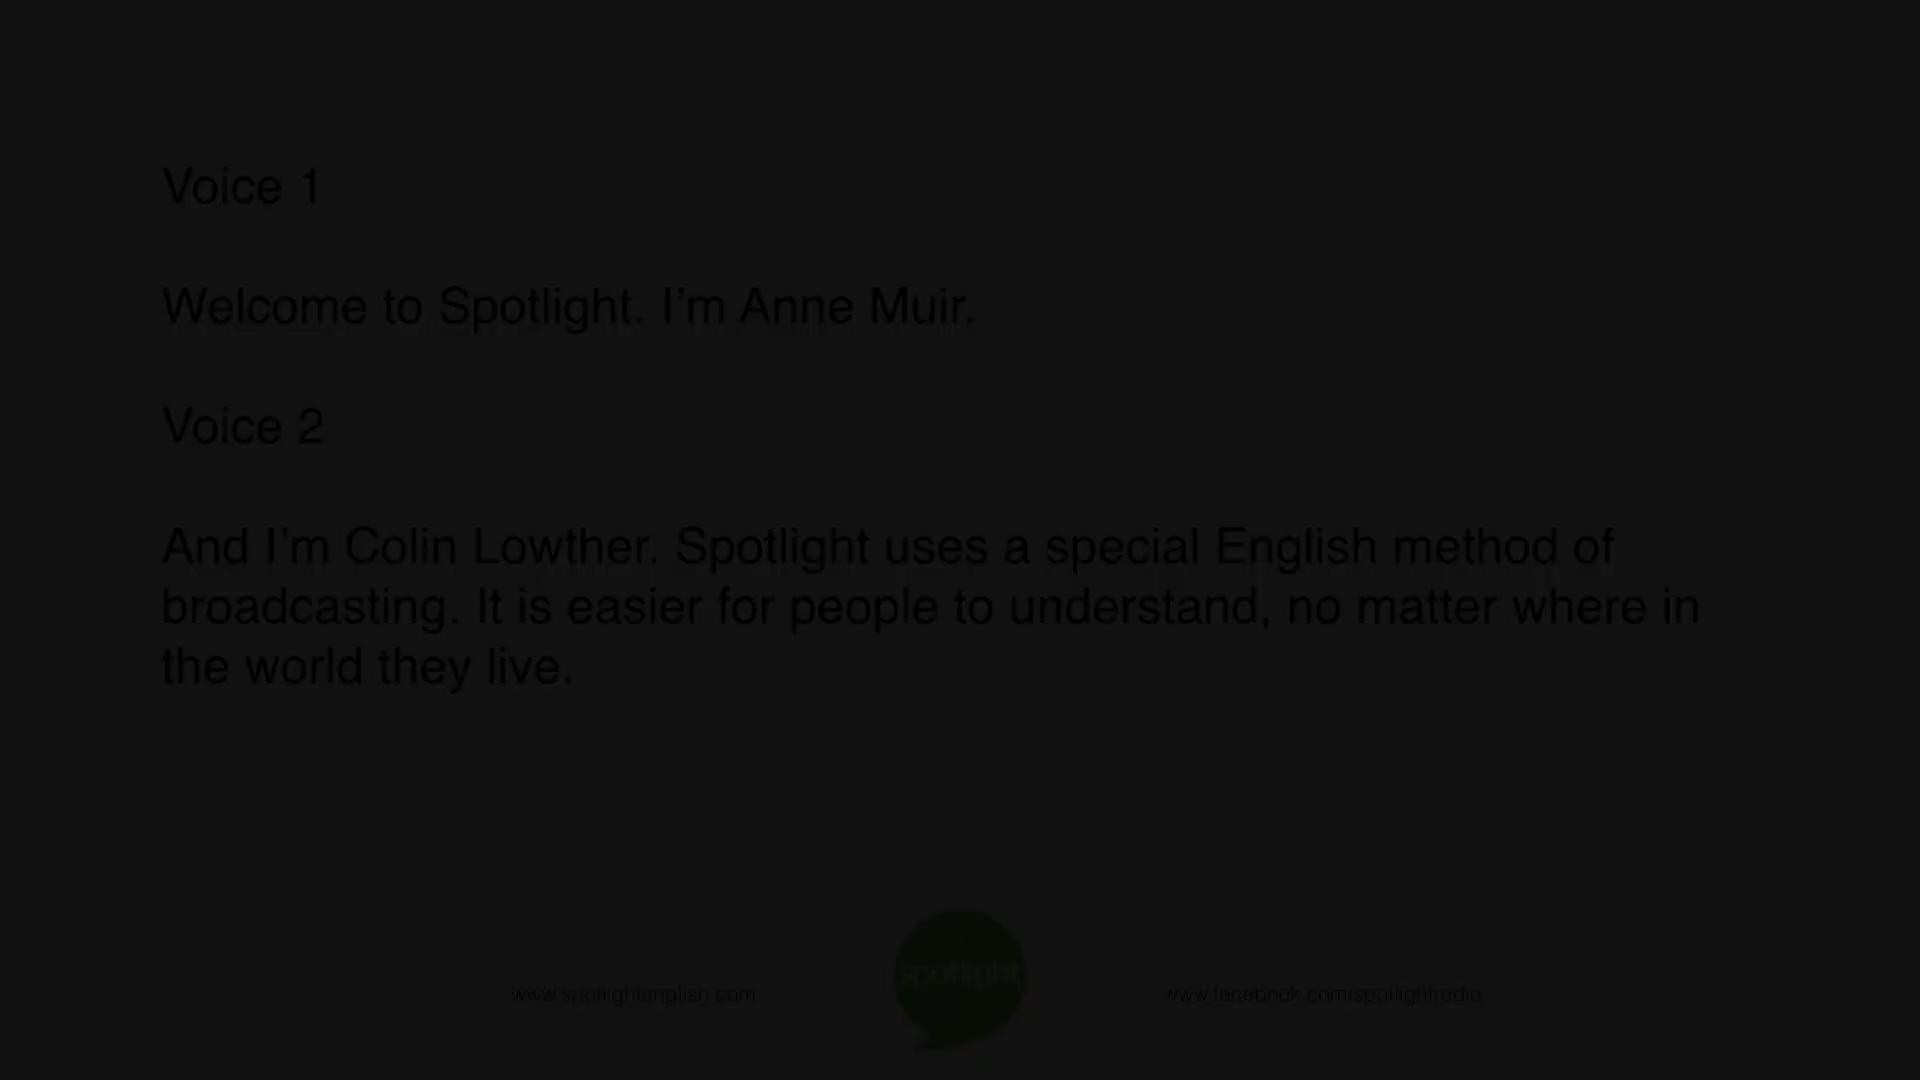 Voice 1
Welcome to Spotlight. I’m Anne Muir.
Voice 2
And I’m Colin Lowther. Spotlight uses a special English method of
broadcasting. It is easier for people to understand, no matter where in
the world they live.
spotlight
www.spotlightenglish.com
www.facebook.com/spotlightradio